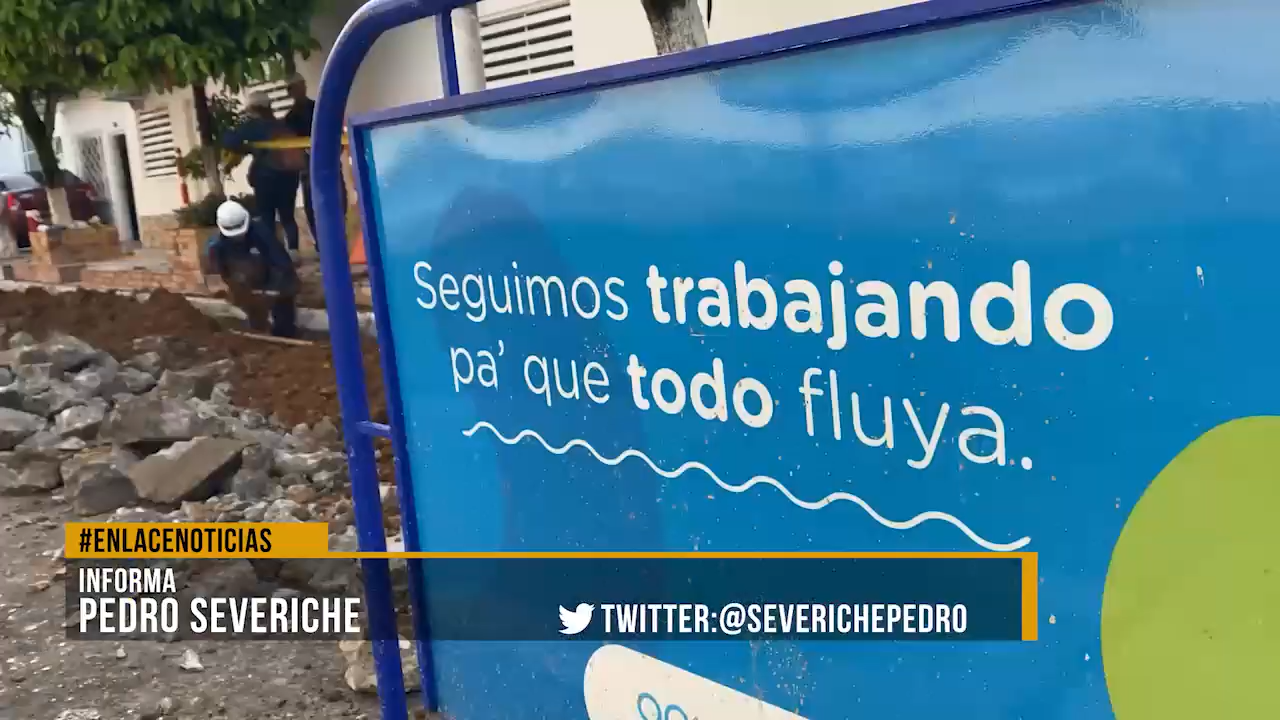 Seguimos trabajando
pa' que todo fluya.
#ENLACENOTICIAS
INFORMA
PEDRO SEVERICHE
TWITTER:@SEVERICHEPEDRO